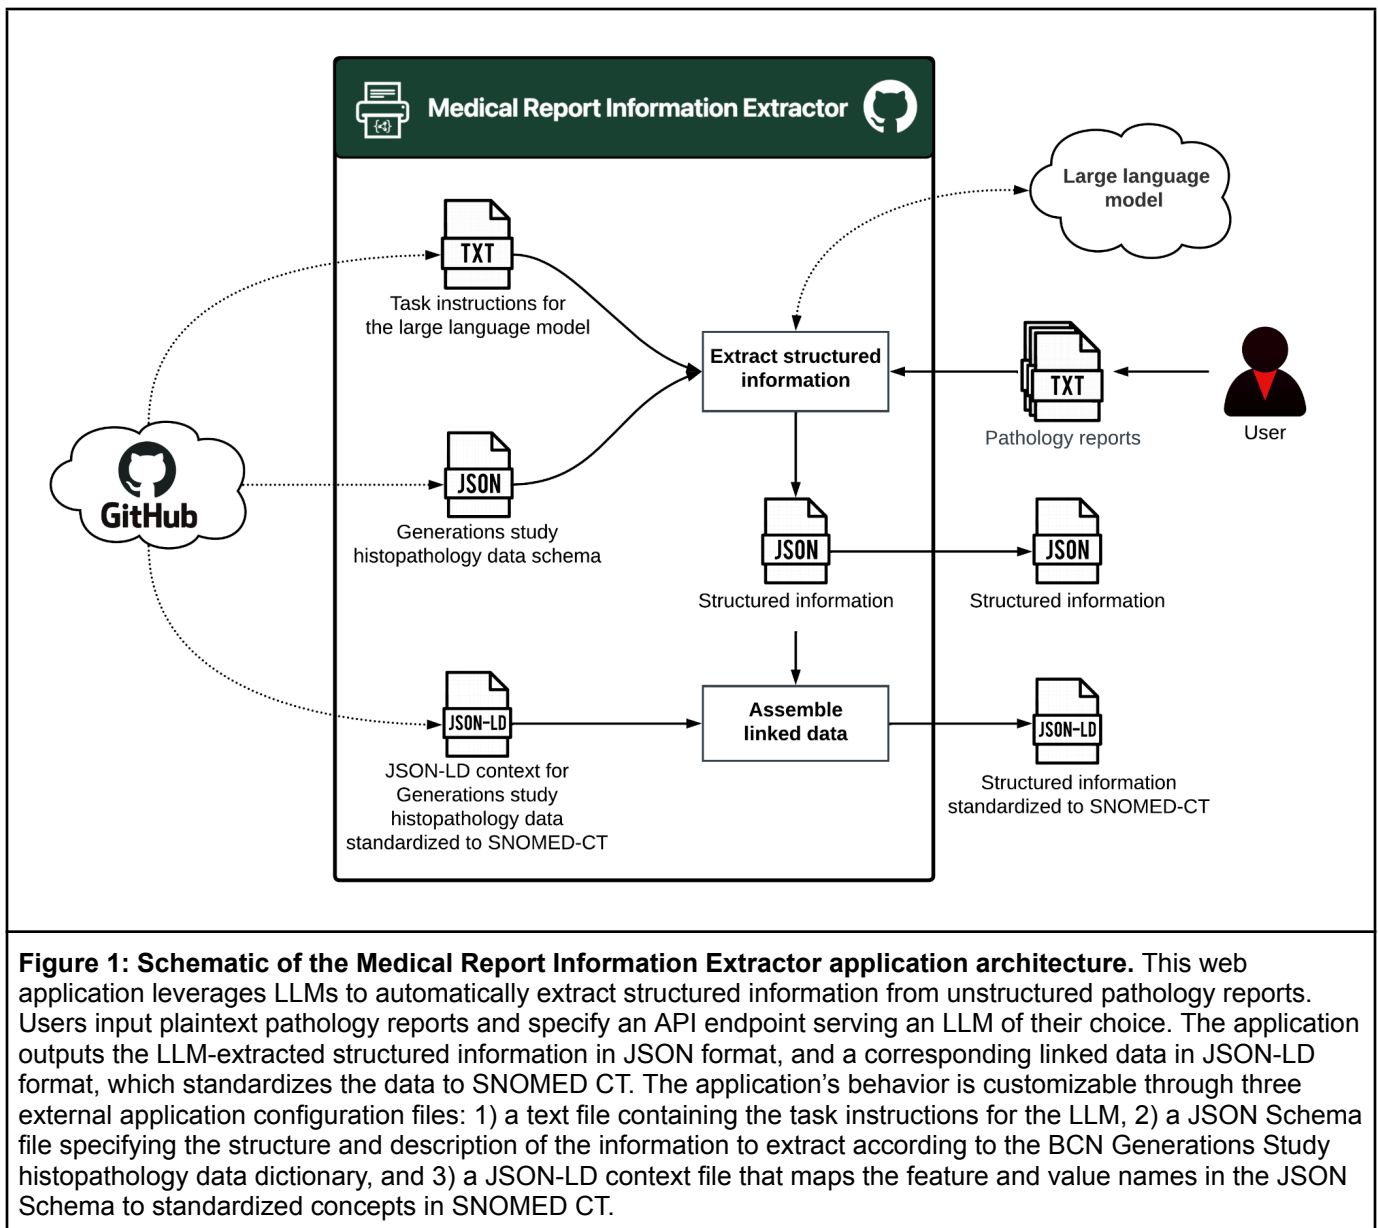 Medical Report Information Extractor
{<}
Large language
model
TXT
Task instructions for
the large language model
Extract structured
information
TXT
Pathology reports
User
GitHub
JSON
Generations study
histopathology data schema
JSON
Structured information
JSON
Structured information
JSON-LD
JSON-LD context for
Generations study
histopathology data
standardized to SNOMED-CT
Assemble
linked data
JSON-LD
Structured information
standardized to SNOMED-CT
Figure 1: Schematic of the Medical Report Information Extractor application architecture. This web
application leverages LLMs to automatically extract structured information from unstructured pathology reports.
Users input plaintext pathology reports and specify an API endpoint serving an LLM of their choice. The application
outputs the LLM-extracted structured information in JSON format, and a corresponding linked data in JSON-LD
format, which standardizes the data to SNOMED CT. The application’s behavior is customizable through three
external application configuration files: 1) a text file containing the task instructions for the LLM, 2) a JSON Schema
file specifying the structure and description of the information to extract according to the BCN Generations Study
histopathology data dictionary, and 3) a JSON-LD context file that maps the feature and value names in the JSON
Schema to standardized concepts in SNOMED CT.